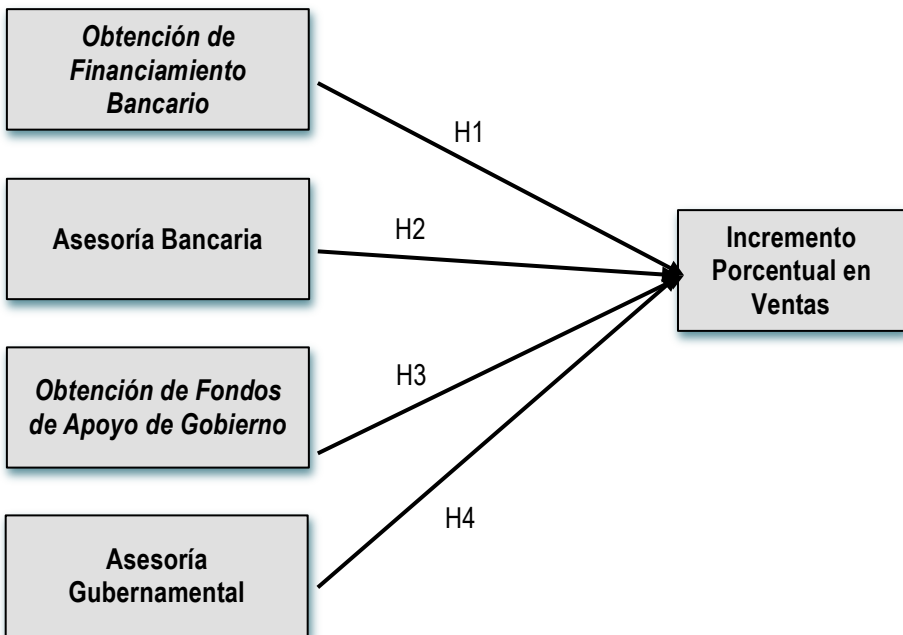 Obtención de
Financiamiento
Bancario
H1
Asesoría Bancaria
H2
Incremento
Porcentual en
Ventas
Obtención de Fondos
de Apoyo de Gobierno
H3
Asesoría
Gubernamental
H4